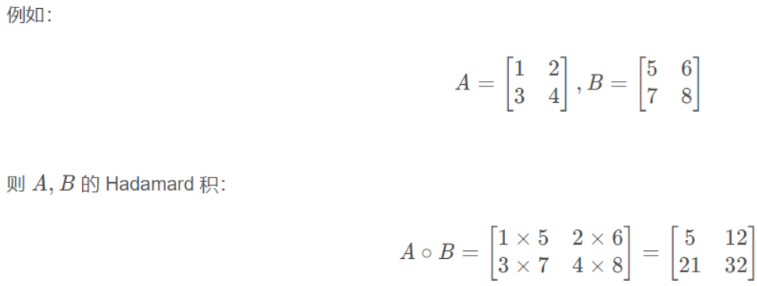 例如：
A = [1 2
3 4], B = [5 6
7 8]
则 A, B 的 Hadamard 积：
A ∘ B = [1 × 5 2 × 6
3 × 7 4 × 8] = [5 12
21 32]